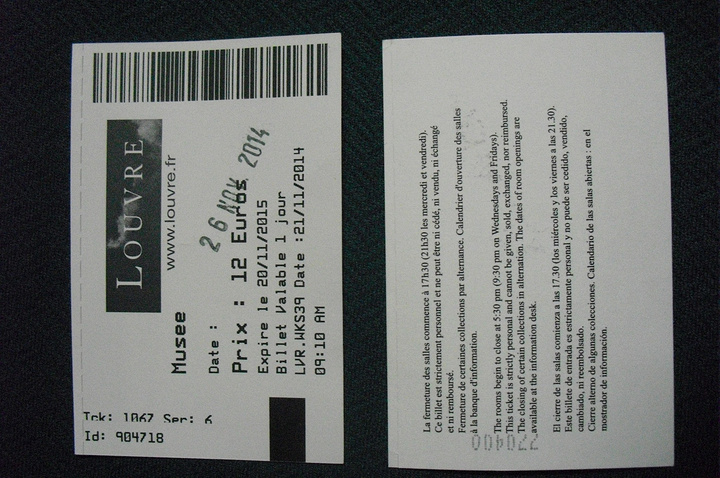 LOUVRE
www.louvre.fr
26 NOV. 2014
Musee
Date :
Prix : 12 Euros
Expire le 20/11/2015
Billet Valable 1 jour
LVR.WKS39 Date :21/11/2014
09:10 AM
Tck: 1067 Ser: 6
Id: 904718
La fermeture des salles commence à 17h30 (21h30 les mercredi et vendredi).
Ce billet est strictement personnel et ne peut être ni cédé, ni vendu, ni échangé
et ni remboursé.
Fermeture de certaines collections par alternance. Calendrier d'ouverture des salles
à la banque d'information.
The rooms begin to close at 5:30 pm (9:30 pm on Wednesdays and Fridays).
This ticket is strictly personal and cannot be given, sold, exchanged, nor reimbursed.
The closing of certain collections in alternation. The dates of room openings are
available at the information desk.
El cierre de las salas comienza a las 17.30 (los miércoles y los viernes a las 21.30).
Este billete de entrada es estrictamente personal y no puede ser cedido, vendido,
cambiado, ni reembolsado.
Cierre alterno de algunas colecciones. Calendario de las salas abiertas : en el
mostrador de información.